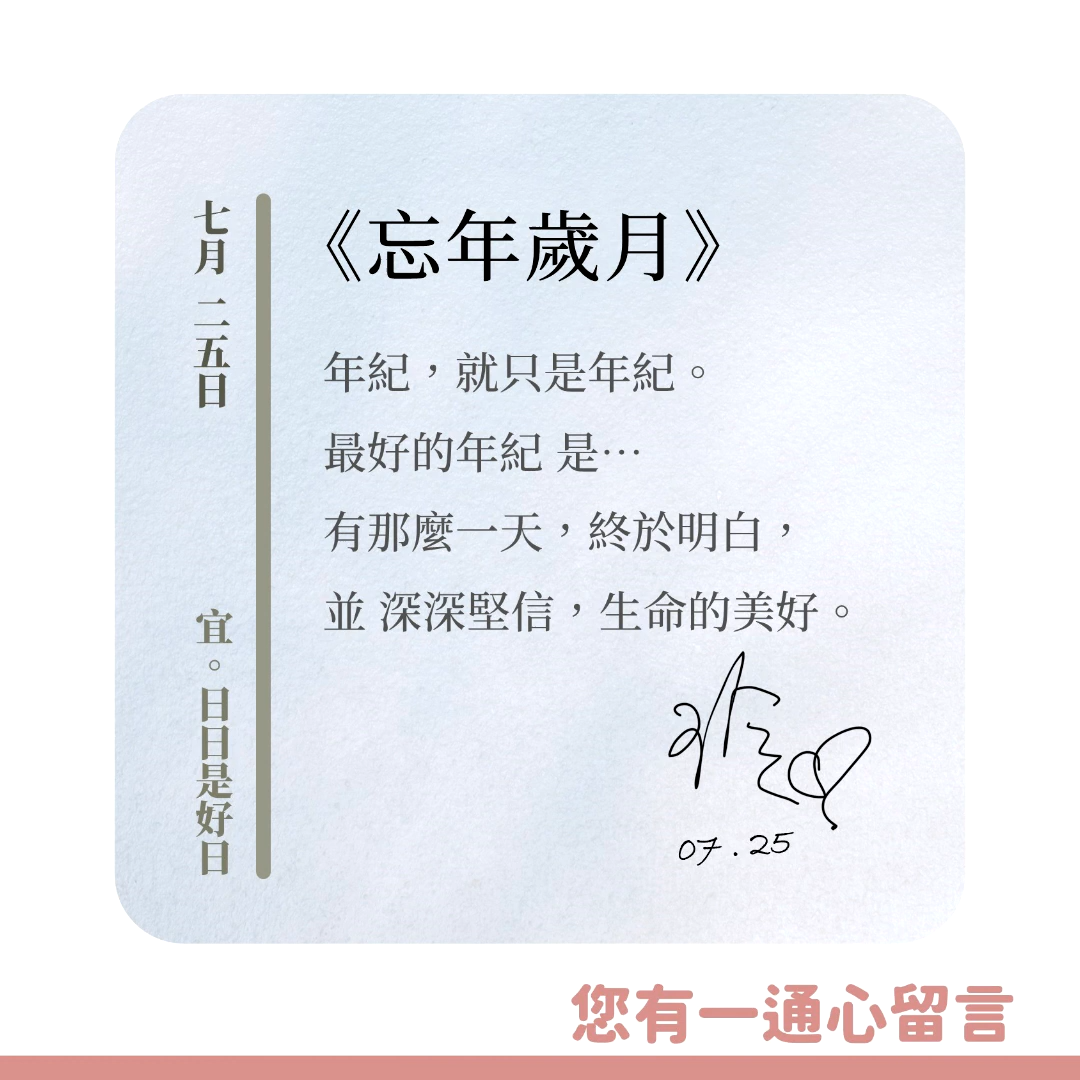 七月 二五日
宜。日日是好日
《忘年歲月》
年紀，就只是年紀。
最好的年紀 是…
有那麼一天，終於明白，
並 深深堅信，生命的美好。
07.25
您有一通心留言